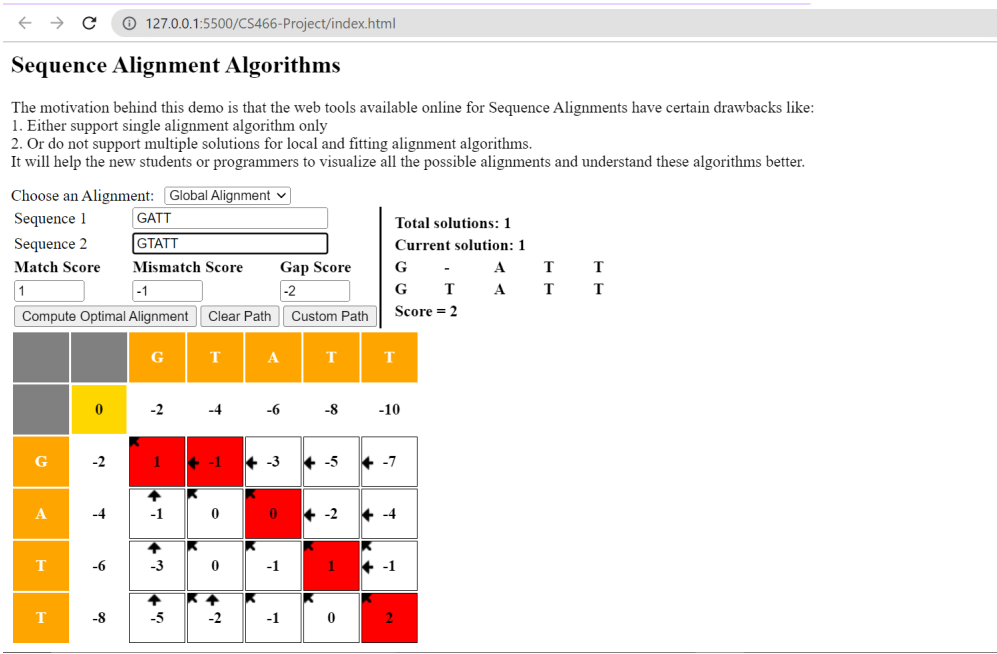 127.0.0.1:5500/CS466-Project/index.html
Sequence Alignment Algorithms
The motivation behind this demo is that the web tools available online for Sequence Alignments have certain drawbacks like:
1. Either support single alignment algorithm only
2. Or do not support multiple solutions for local and fitting alignment algorithms.
It will help the new students or programmers to visualize all the possible alignments and understand these algorithms better.
Choose an Alignment: Global Alignment
Sequence 1 GATT
Sequence 2 GTATT
Match Score Mismatch Score Gap Score
1 -1 -2
Compute Optimal Alignment Clear Path Custom Path
Total solutions: 1
Current solution: 1
G - A T T
G T A T T
Score = 2
G T A T T
0 -2 -4 -6 -8 -10
G -2 1 -1 -3 -5 -7
A -4 -1 0 0 -2 -4
T -6 -3 0 -1 1 -1
T -8 -5 -2 -1 0 2